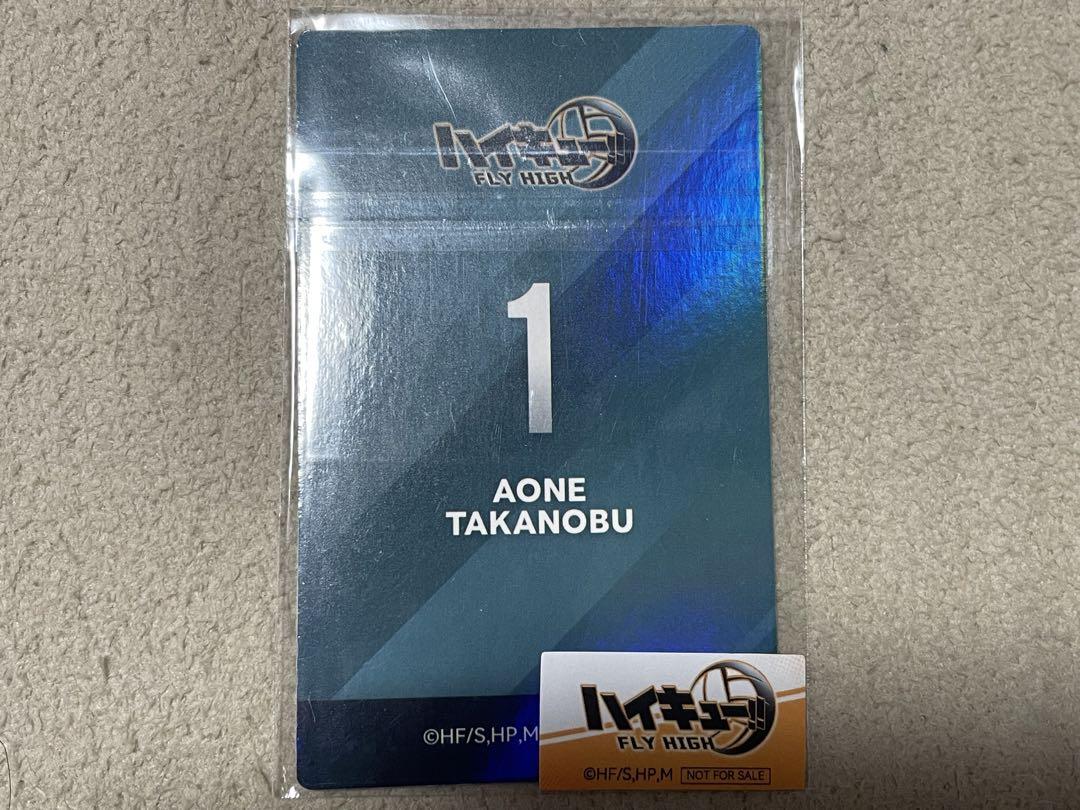 ハイキュー!!
FLY HIGH
1
AONE
TAKANOBU
©HF/S,HP,M
ハイキュー!!
FLY HIGH
©HF/S,HP,M NOT FOR SALE